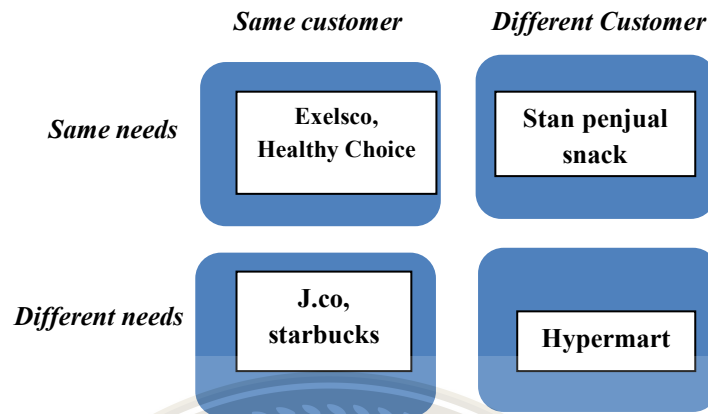 Same customer
Different Customer
Same needs
Exelsco,
Healthy Choice
Stan penjual
snack
Different needs
J.co,
starbucks
Hypermart